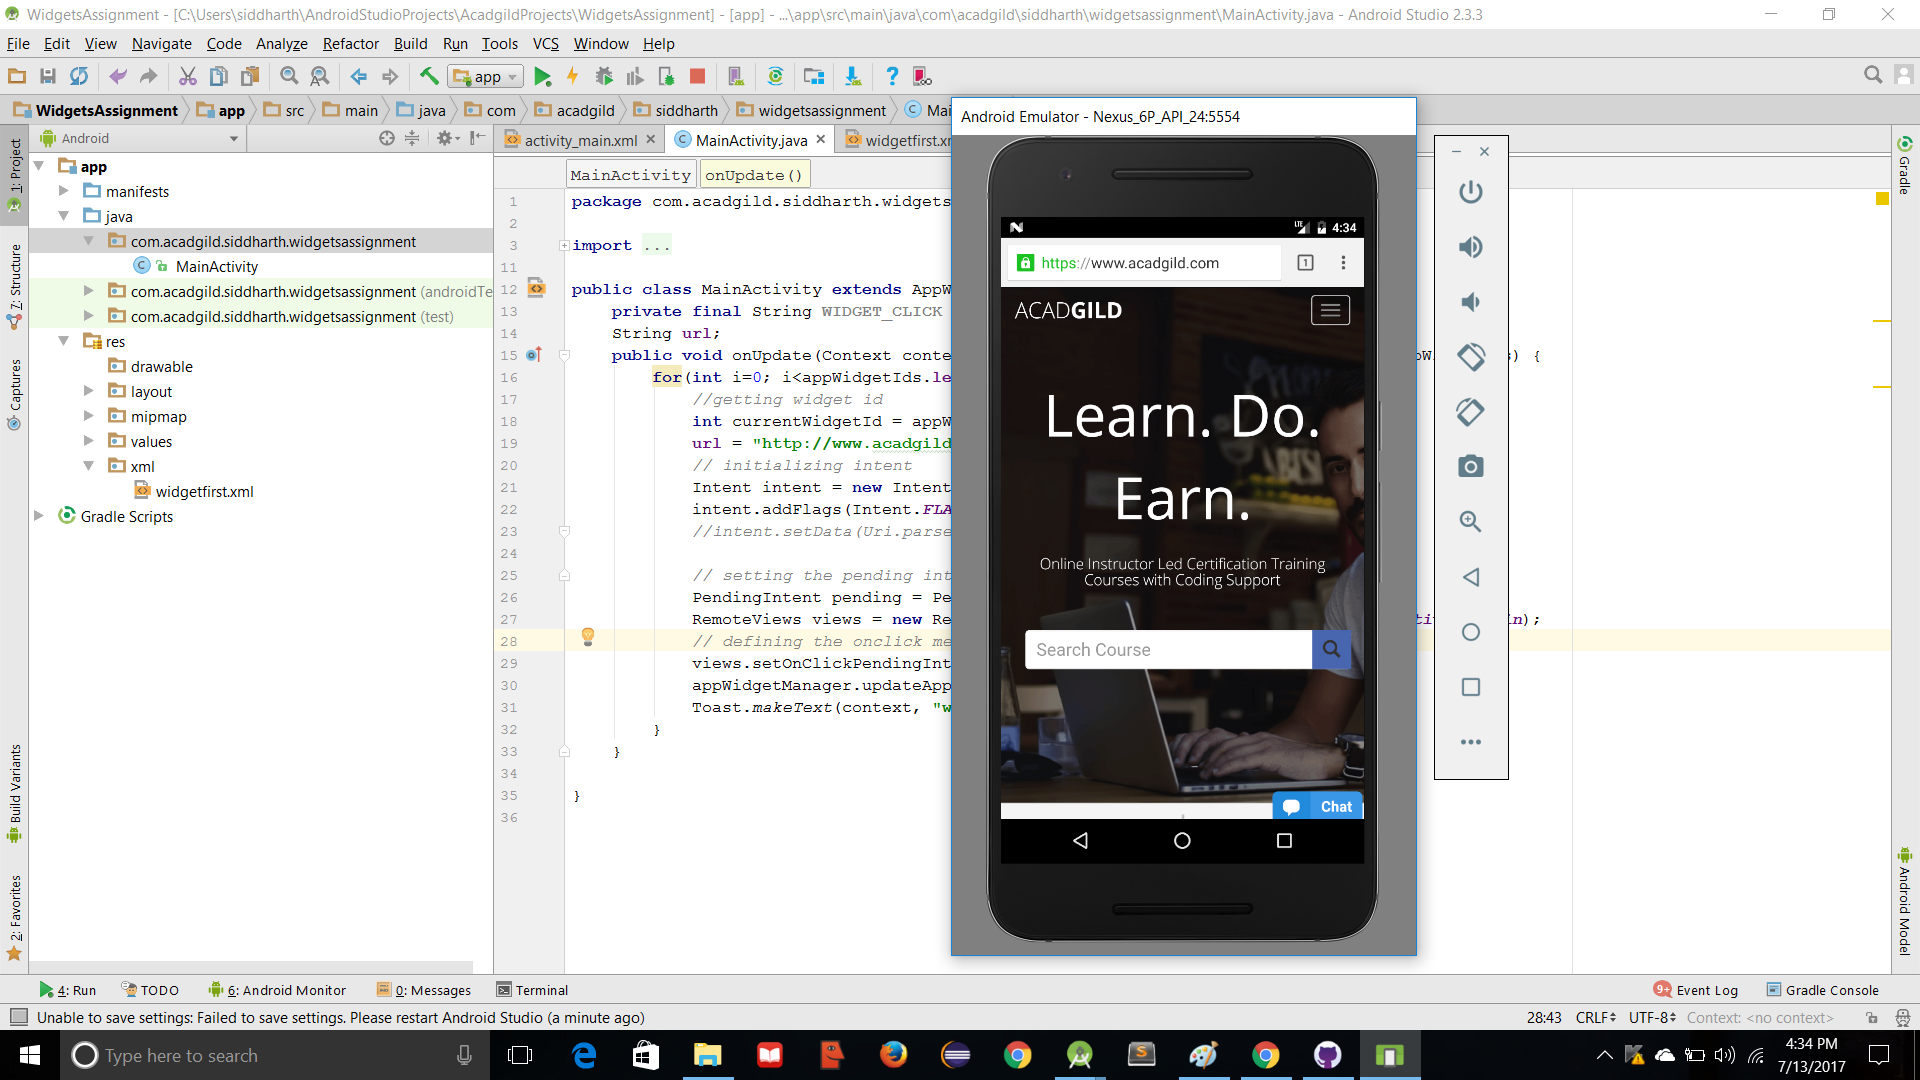 WidgetsAssignment - [C:\Users\siddharth\AndroidStudioProjects\AcadgildProjects\WidgetsAssignment] - [app] - ...\app\src\main\java\com\acadgild\siddharth\widgetsassignment\MainActivity.java - Android Studio 2.3.3
File Edit View Navigate Code Analyze Refactor Build Run Tools VCS Window Help
app
WidgetsAssignment app src main java com acadgild siddharth widgetsassignment Mai
Android
1: Project
7: Structure
Captures
Build Variants
2: Favorites
app
manifests
java
com.acadgild.siddharth.widgetsassignment
MainActivity
com.acadgild.siddharth.widgetsassignment (androidTe
com.acadgild.siddharth.widgetsassignment (test)
res
drawable
layout
mipmap
values
xml
widgetfirst.xml
Gradle Scripts
activity_main.xml MainActivity.java widgetfirst.xm
MainActivity onUpdate()
1 package com.acadgild.siddharth.widgets
2
3 import ...
11
12 public class MainActivity extends AppW
13 private final String WIDGET_CLICK
14 String url;
15 public void onUpdate(Context conte ) {
16 for(int i=0; i<appWidgetIds.le
17 //getting widget id
18 int currentWidgetId = appW
19 url = "http://www.acadgild
20 // initializing intent
21 Intent intent = new Intent
22 intent.addFlags(Intent.FLA
23 //intent.setData(Uri.parse
24
25 // setting the pending int
26 PendingIntent pending = Pe
27 RemoteViews views = new Re n);
28 // defining the onclick me
29 views.setOnClickPendingInt
30 appWidgetManager.updateApp
31 Toast.makeText(context, "w
32 }
33 }
34
35 }
36
Android Emulator - Nexus_6P_API_24:5554
LTE 4:34
https://www.acadgild.com 1
ACADGILD
Learn. Do.
Earn.
Online Instructor Led Certification Training
Courses with Coding Support
Search Course
Chat
Gradle
Android Model
4: Run TODO 6: Android Monitor 0: Messages Terminal 9+ Event Log Gradle Console
Unable to save settings: Failed to save settings. Please restart Android Studio (a minute ago) 28:43 CRLF UTF-8 Context: <no context>
Type here to search
4:34 PM
7/13/2017